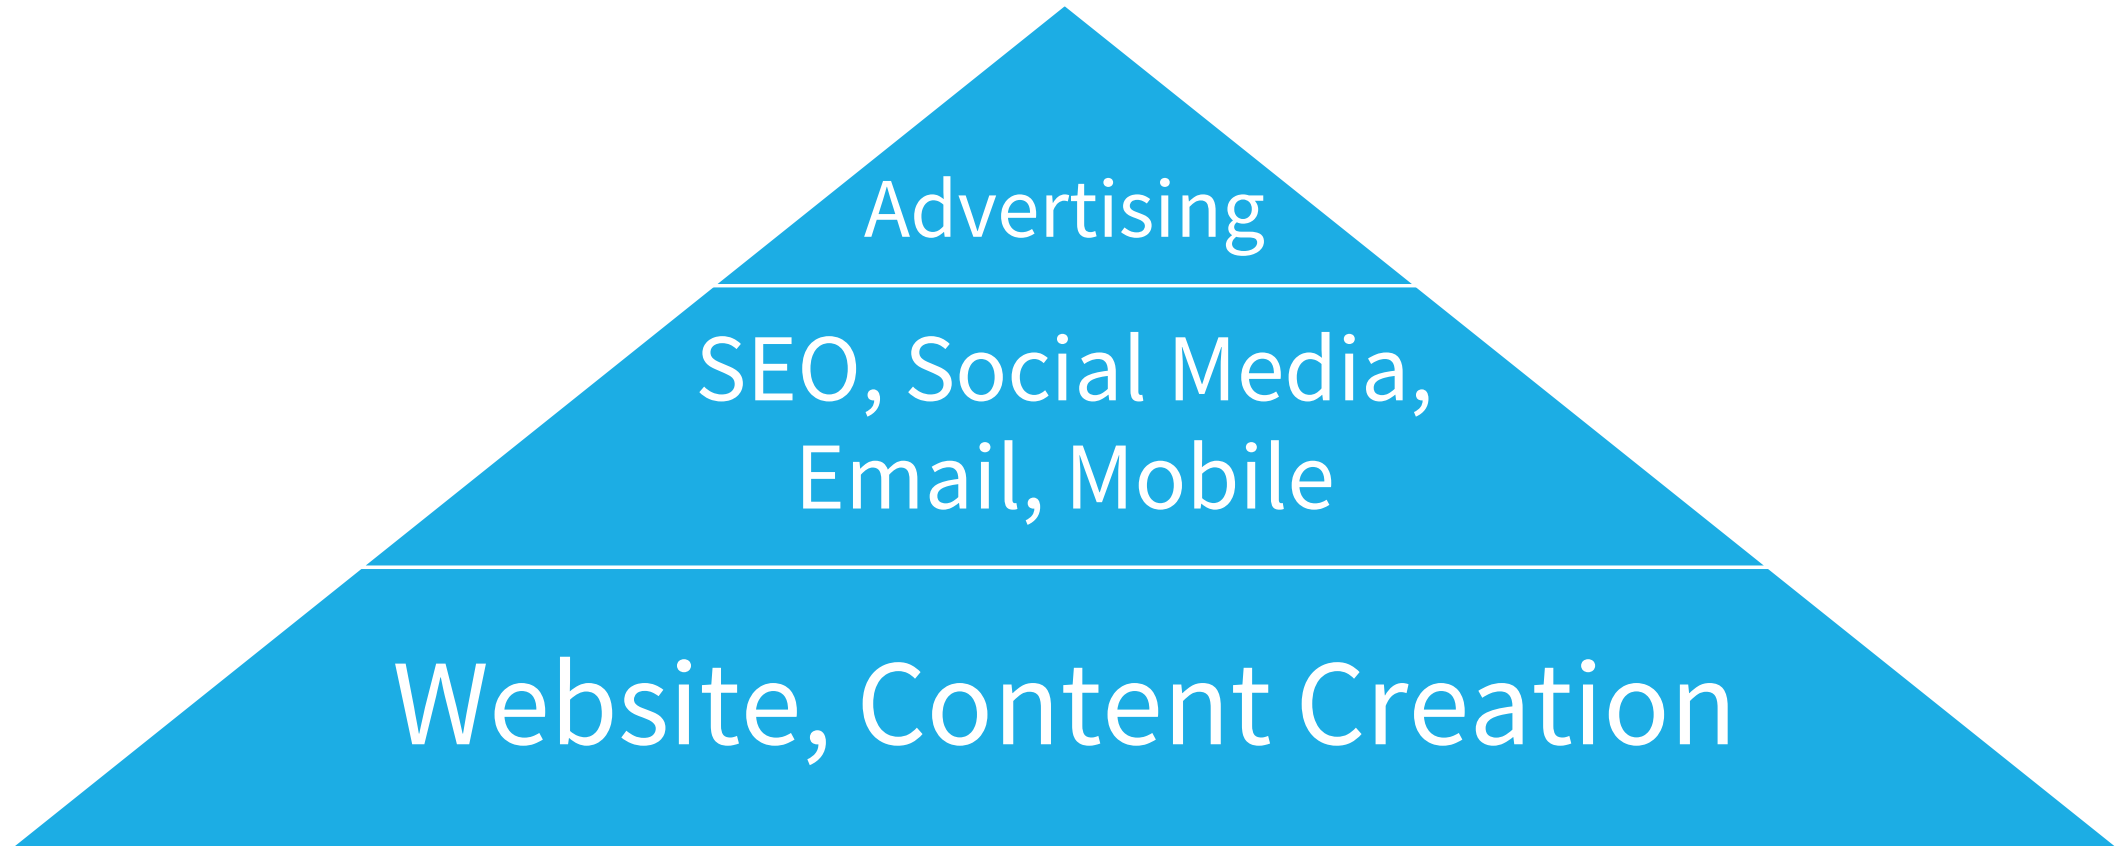 Advertising
SEO, Social Media,
Email, Mobile
Website, Content Creation